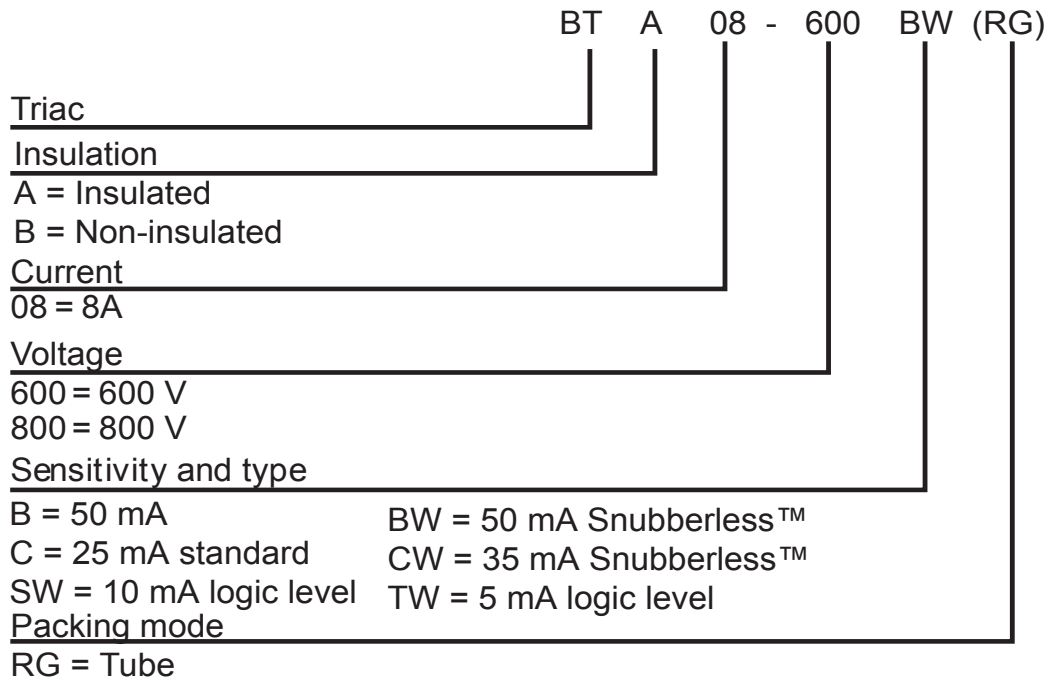 BT A 08 - 600 BW (RG)
Triac
Insulation
A = Insulated
B = Non-insulated
Current
08 = 8A
Voltage
600 = 600 V
800 = 800 V
Sensitivity and type
B = 50 mA
C = 25 mA standard
SW = 10 mA logic level
BW = 50 mA Snubberless™
CW = 35 mA Snubberless™
TW = 5 mA logic level
Packing mode
RG = Tube